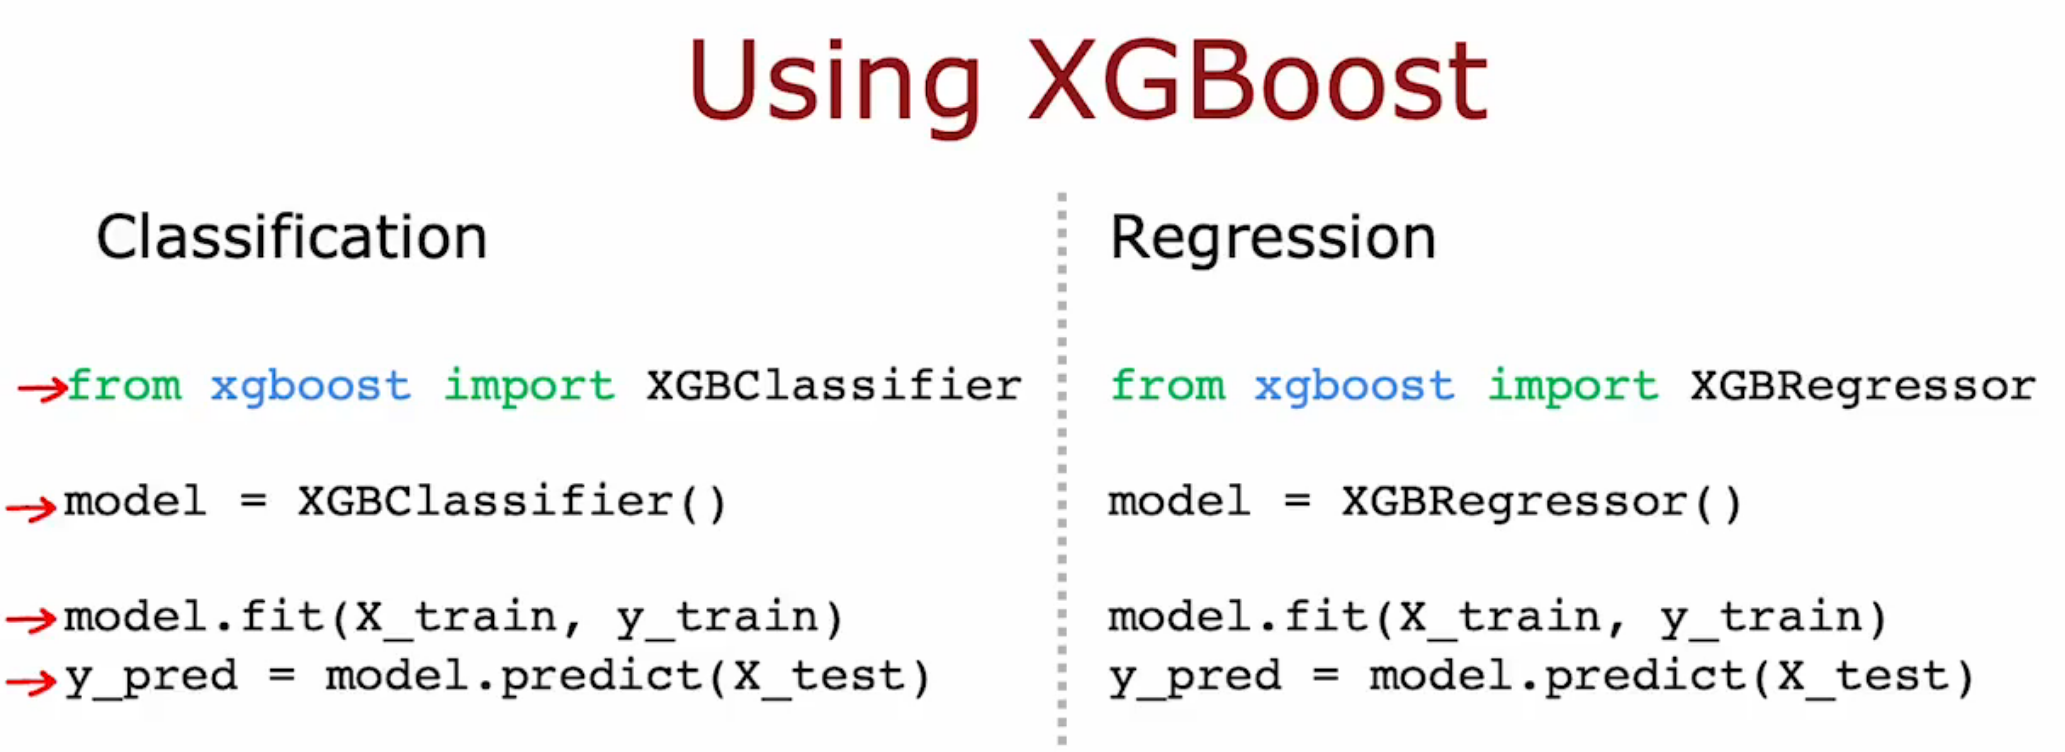 Using XGBoost
Classification
from xgboost import XGBClassifier
model = XGBClassifier()
model.fit(X_train, y_train)
y_pred = model.predict(X_test)
Regression
from xgboost import XGBRegressor
model = XGBRegressor()
model.fit(X_train, y_train)
y_pred = model.predict(X_test)